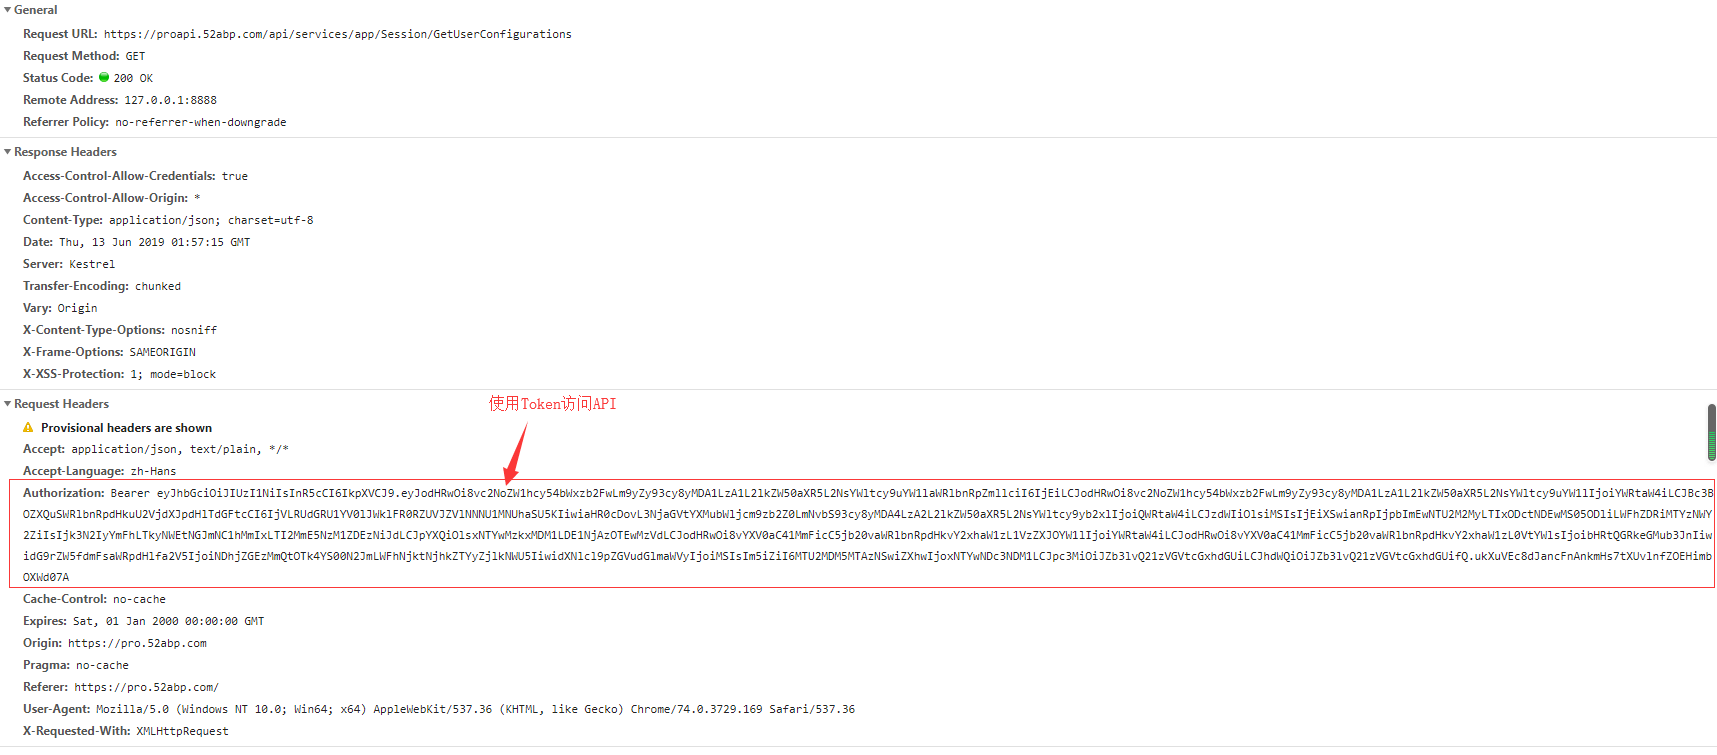 General
Request URL: https://proapi.52abp.com/api/services/app/Session/GetUserConfigurations
Request Method: GET
Status Code: 200 OK
Remote Address: 127.0.0.1:8888
Referrer Policy: no-referrer-when-downgrade
Response Headers
Access-Control-Allow-Credentials: true
Access-Control-Allow-Origin: *
Content-Type: application/json; charset=utf-8
Date: Thu, 13 Jun 2019 01:57:15 GMT
Server: Kestrel
Transfer-Encoding: chunked
Vary: Origin
X-Content-Type-Options: nosniff
X-Frame-Options: SAMEORIGIN
X-XSS-Protection: 1; mode=block
Request Headers
使用Token访问API
Provisional headers are shown
Accept: application/json, text/plain, */*
Accept-Language: zh-Hans
Authorization: Bearer
Cache-Control: no-cache
Expires: Sat, 01 Jan 2000 00:00:00 GMT
Origin: https://pro.52abp.com
Pragma: no-cache
Referer: https://pro.52abp.com/
User-Agent: Mozilla/5.0 (Windows NT 10.0; Win64; x64) AppleWebKit/537.36 (KHTML, like Gecko) Chrome/74.0.3729.169 Safari/537.36
X-Requested-With: XMLHttpRequest